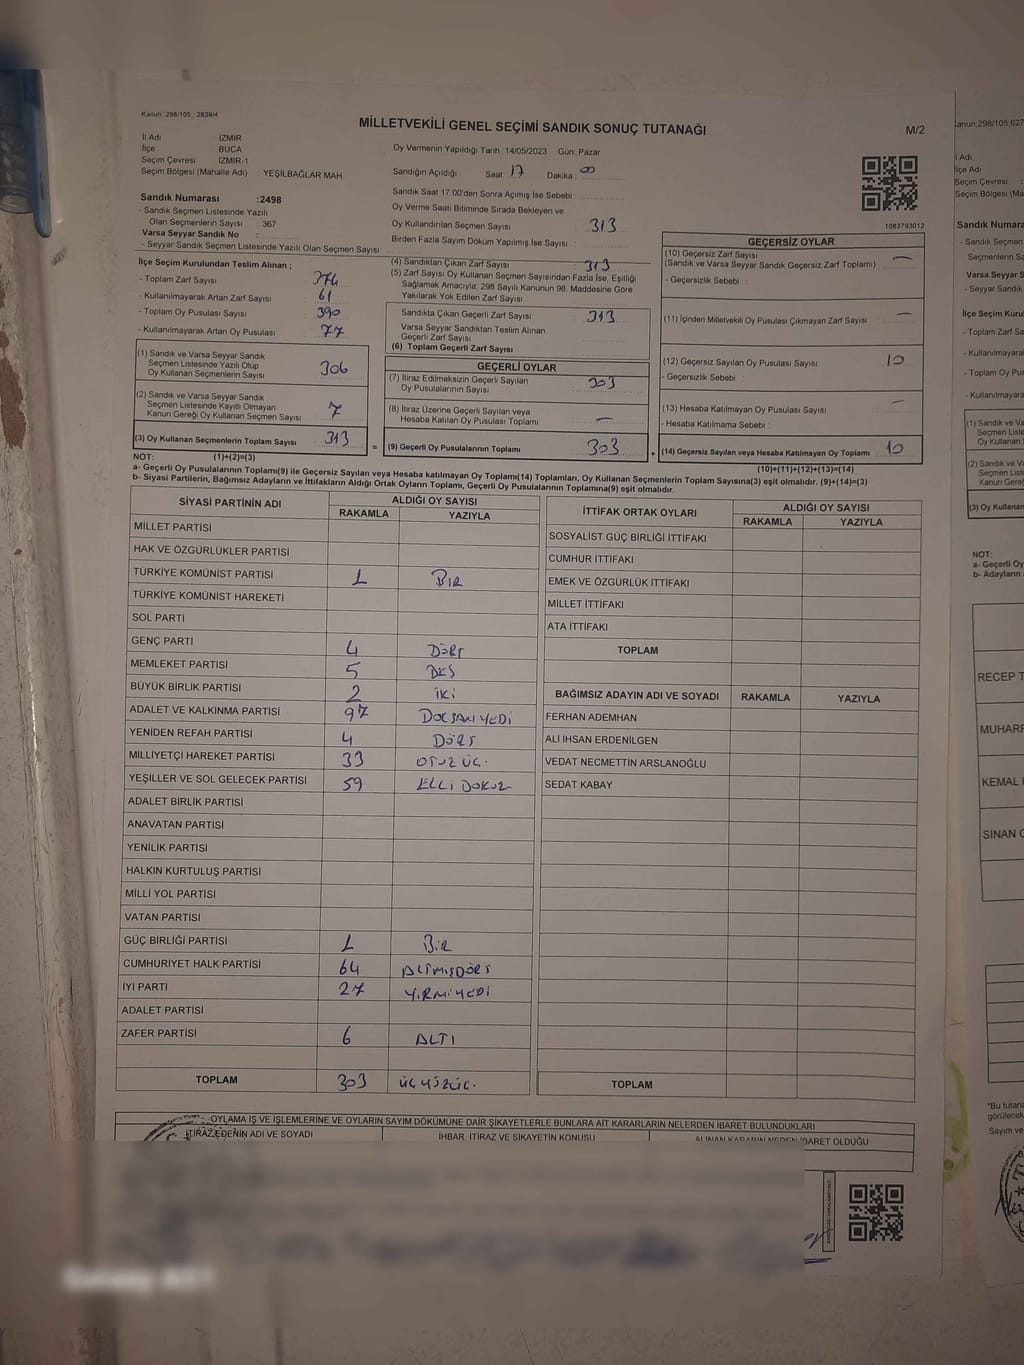 Kanun: 298/105 ; 2839/4
MİLLETVEKİLİ GENEL SEÇİMİ SANDIK SONUÇ TUTANAĞI
M/2
İl Adı İZMİR
İlçe BUCA
Seçim Çevresi İZMİR-1
Seçim Bölgesi (Mahalle Adı) : YEŞİLBAĞLAR MAH.
Oy Vermenin Yapıldığı Tarih :14/05/2023 Gün: Pazar
Sandığın Açıldığı Saat: 17 Dakika : 00
Sandık Saat 17:00'den Sonra Açımış İse Sebebi :
Sandık Numarası :2498
- Sandık Seçmen Listesinde Yazılı
Olan Seçmenlerin Sayısı : 367
Varsa Seyyar Sandık No :
- Seyyar Sandık Seçmen Listesinde Yazılı Olan Seçmen Sayısı:
Oy Verme Saati Bitiminde Sırada Bekleyen ve
Oy Kullandırılan Seçmen Sayısı : 313
Birden Fazla Sayım Döküm Yapılmış İse Sayısı :
1083793012
İlçe Seçim Kurulundan Teslim Alınan ;
- Toplam Zarf Sayısı : 374
- Kullanılmayarak Artan Zarf Sayısı : 61
- Toplam Oy Pusulası Sayısı : 390
- Kullanılmayarak Artan Oy Pusulası : 77
(1) Sandık ve Varsa Seyyar Sandık
Seçmen Listesinde Yazılı Olup
Oy Kullanan Seçmenlerin Sayısı : 306
(2) Sandık ve Varsa Seyyar Sandık
Seçmen Listesinde Kayıtlı Olmayan
Kanun Gereği Oy Kullanan Seçmen Sayısı : 7
(3) Oy Kullanan Seçmenlerin Toplam Sayısı : 313
(4) Sandıktan Çıkan Zarf Sayısı : 313
(5) Zarf Sayısı Oy Kullanan Seçmen Sayısından Fazla İse, Eşitliği
Sağlamak Amacıyla, 298 Sayılı Kanunun 98. Maddesine Göre
Yakılarak Yok Edilen Zarf Sayısı :
Sandıkta Çıkan Geçerli Zarf Sayısı : 313
Varsa Seyyar Sandıktan Teslim Alınan
Geçerli Zarf Sayısı :
(6) Toplam Geçerli Zarf Sayısı :
GEÇERLİ OYLAR
(7) İtiraz Edilmeksizin Geçerli Sayılan
Oy Pusulalarının Sayısı : 303
(8) İtiraz Üzerine Geçerli Sayılan veya
Hesaba Katılan Oy Pusulası Toplamı : —
= (9) Geçerli Oy Pusulalarının Toplamı : 303
GEÇERSİZ OYLAR
(10) Geçersiz Zarf Sayısı : —
(Sandık ve Varsa Seyyar Sandık Geçersiz Zarf Toplamı)
- Geçersizlik Sebebi :
(11) İçinden Milletvekili Oy Pusulası Çıkmayan Zarf Sayısı : —
(12) Geçersiz Sayılan Oy Pusulası Sayısı : 10
- Geçersizlik Sebebi :
(13) Hesaba Katılmayan Oy Pusulası Sayısı : —
- Hesaba Katılmama Sebebi :
+ (14) Geçersiz Sayılan veya Hesaba Katılmayan Oy Toplamı : 10
NOT: (1)+(2)=(3)
(10)+(11)+(12)+(13)=(14)
a- Geçerli Oy Pusulalarının Toplamı(9) ile Geçersiz Sayılan veya Hesaba katılmayan Oy Toplamı(14) Toplamları, Oy Kullanan Seçmenlerin Toplam Sayısına(3) eşit olmalıdır. (9)+(14)=(3)
b- Siyasi Partilerin, Bağımsız Adayların ve İttifakların Aldığı Ortak Oyların Toplamı, Geçerli Oy Pusulalarının Toplamına(9) eşit olmalıdır.
SİYASİ PARTİNİN ADI ALDIĞI OY SAYISI
RAKAMLA YAZIYLA
MİLLET PARTİSİ
HAK VE ÖZGÜRLÜKLER PARTİSİ
TÜRKİYE KOMÜNİST PARTİSİ 1 BİR
TÜRKİYE KOMÜNİST HAREKETİ
SOL PARTİ
GENÇ PARTİ 4 DÖRT
MEMLEKET PARTİSİ 5 BEŞ
BÜYÜK BİRLİK PARTİSİ 2 İKİ
ADALET VE KALKINMA PARTİSİ 97 DOKSANYEDİ
YENİDEN REFAH PARTİSİ 4 DÖRT
MİLLİYETÇİ HAREKET PARTİSİ 33 OTUZ ÜÇ.
YEŞİLLER VE SOL GELECEK PARTİSİ 59 ELLİ DOKUZ
ADALET BİRLİK PARTİSİ
ANAVATAN PARTİSİ
YENİLİK PARTİSİ
HALKIN KURTULUŞ PARTİSİ
MİLLİ YOL PARTİSİ
VATAN PARTİSİ
GÜÇ BİRLİĞİ PARTİSİ 1 BİR
CUMHURİYET HALK PARTİSİ 64 ALTMIŞDÖRT
İYİ PARTİ 27 YİRMİYEDİ
ADALET PARTİSİ
ZAFER PARTİSİ 6 ALTI
TOPLAM 303 ÜÇYÜZÜÇ.
İTTİFAK ORTAK OYLARI ALDIĞI OY SAYISI
RAKAMLA YAZIYLA
SOSYALİST GÜÇ BİRLİĞİ İTTİFAKI
CUMHUR İTTİFAKI
EMEK VE ÖZGÜRLÜK İTTİFAKI
MİLLET İTTİFAKI
ATA İTTİFAKI
TOPLAM
BAĞIMSIZ ADAYIN ADI VE SOYADI RAKAMLA YAZIYLA
FERHAN ADEMHAN
ALİ İHSAN ERDENİLGEN
VEDAT NECMETTİN ARSLANOĞLU
SEDAT KABAY
TOPLAM
OYLAMA İŞ VE İŞLEMLERİNE VE OYLARIN SAYIM DÖKÜMÜNE DAİR ŞİKAYETLERLE BUNLARA AİT KARARLARIN NELERDEN İBARET BULUNDUKLARI
İTİRAZ EDENİN ADI VE SOYADI İHBAR, İTİRAZ VE ŞİKAYETİN KONUSU ALINAN KARARIN NEDEN İBARET OLDUĞU
Kanun;298/105;627
İl Adı
İlçe Adı
Seçim Çevresi
Sandık Numara
- Sandık Seçmen
Seçmenlerin Sa
Varsa Seyyar
- Seyyar Sandık
İlçe Seçim Kuru
- Toplam Zarf
- Kullanılmayarak
- Toplam Oy Pu
- Kullanılmayarak
(1) Sandık ve Va
Seçmen Lis
Oy Kullanan
(2) Sandık ve Va
Seçmen Lis
Kanun Gere
(3) Oy Kullanan
NOT:
a- Geçerli Oy
b- Adayların
RECEP T
MUHARR
KEMAL
SİNAN O
"Bu tutana
görülecek
Sayım ve